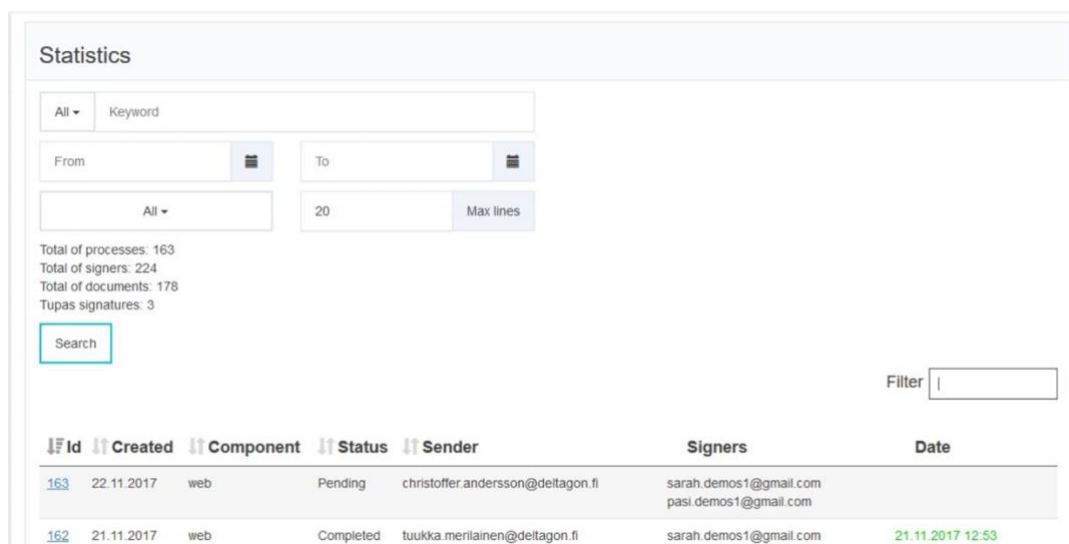 Statistics
All Keyword
From To
All 20 Max lines
Total of processes: 163
Total of signers: 224
Total of documents: 178
Tupas signatures: 3
Search
Filter
Id Created Component Status Sender Signers Date
163 22.11.2017 web Pending christoffer.andersson@deltagon.fi sarah.demos1@gmail.com
pasi.demos1@gmail.com
162 21.11.2017 web Completed tuukka.merilainen@deltagon.fi sarah.demos1@gmail.com 21.11.2017 12:53